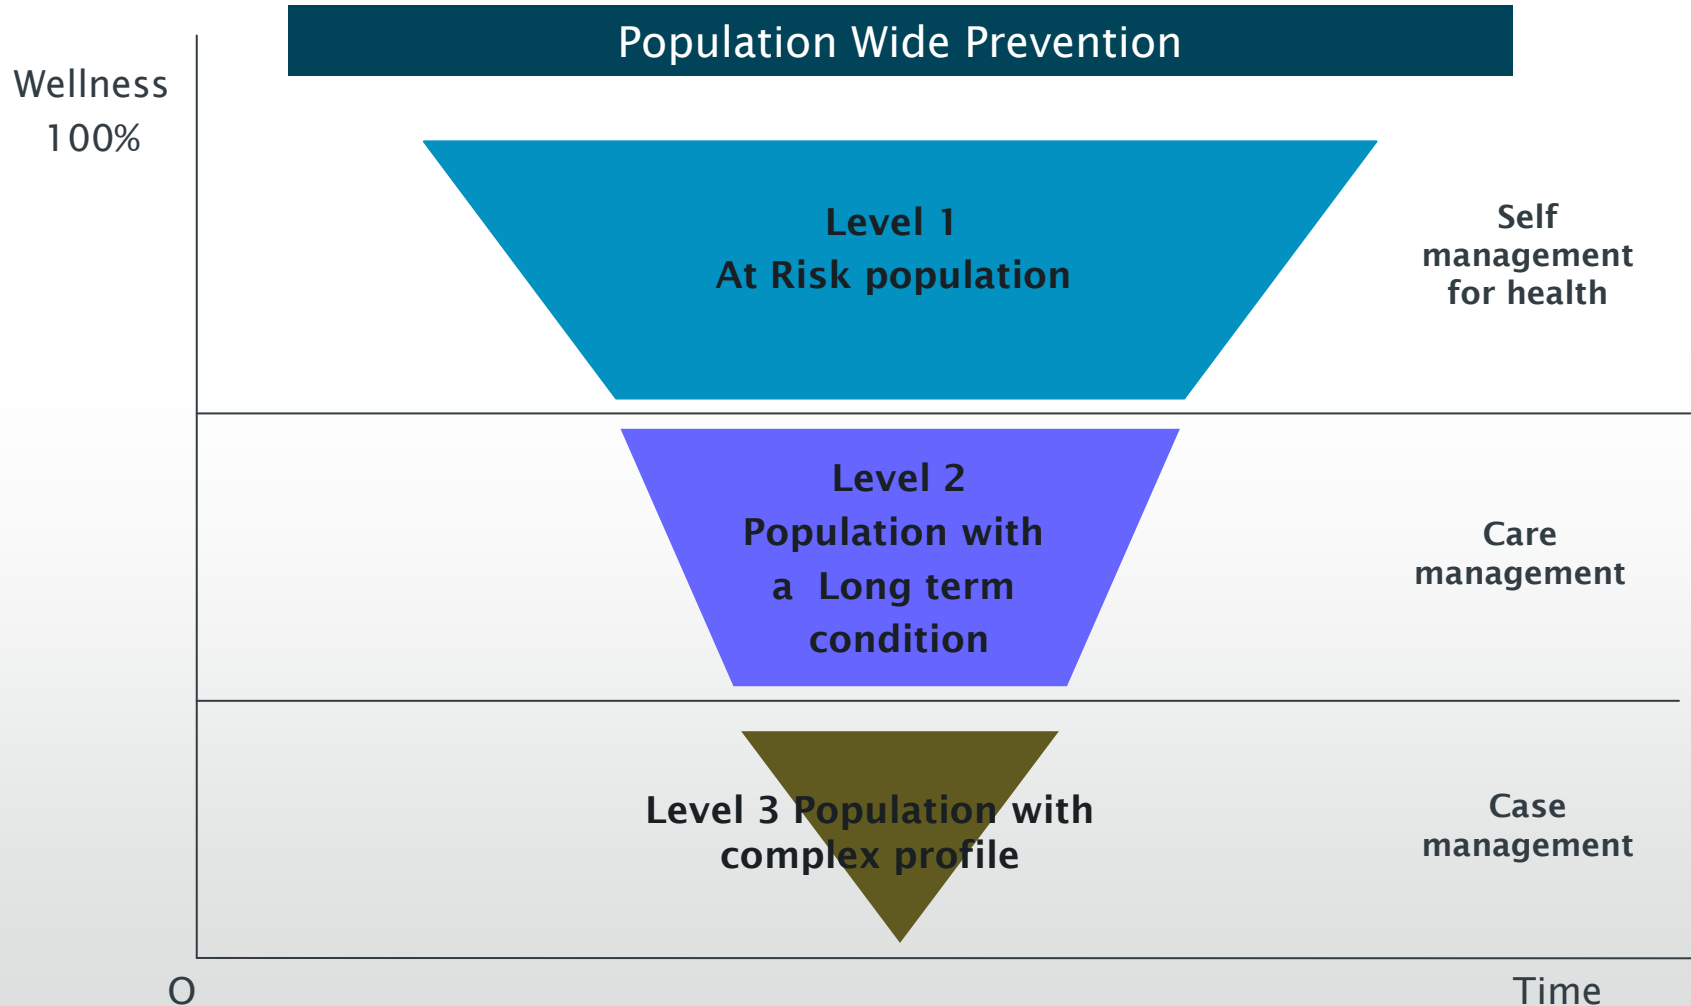 Population Wide Prevention
Wellness
100%
Level 1
At Risk population
Self
management
for health
Level 2
Population with
a  Long term
condition
Care
management
Level 3 Population with
complex profile
Case
management
O
Time